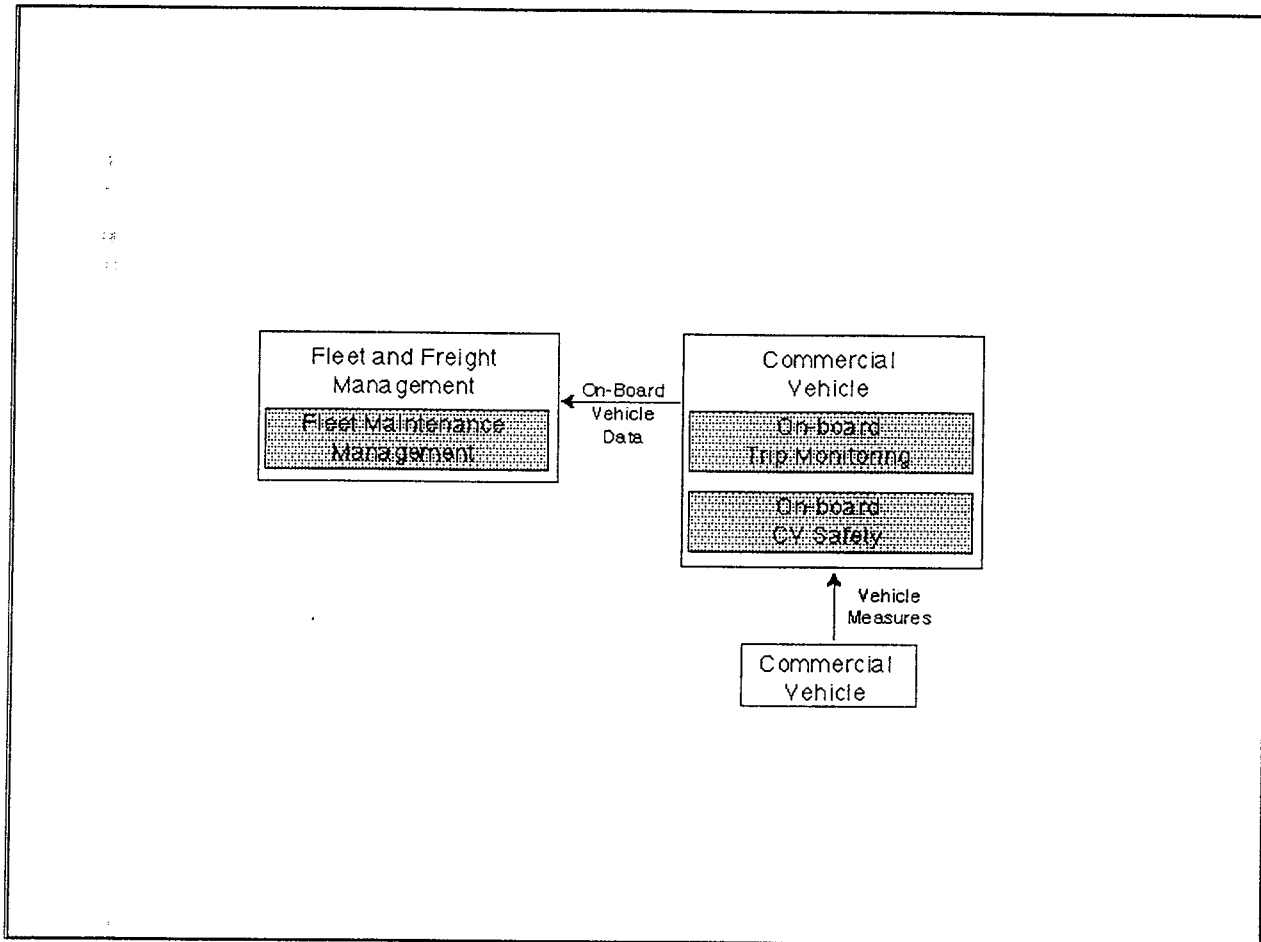 Fleet and Freight
Management
Fleet Maintenance
Management
On-Board
Vehicle
Data
Commercial
Vehicle
On-board
Trip Monitoring
On-board
CV Safety
Vehicle
Measures
Commercial
Vehicle